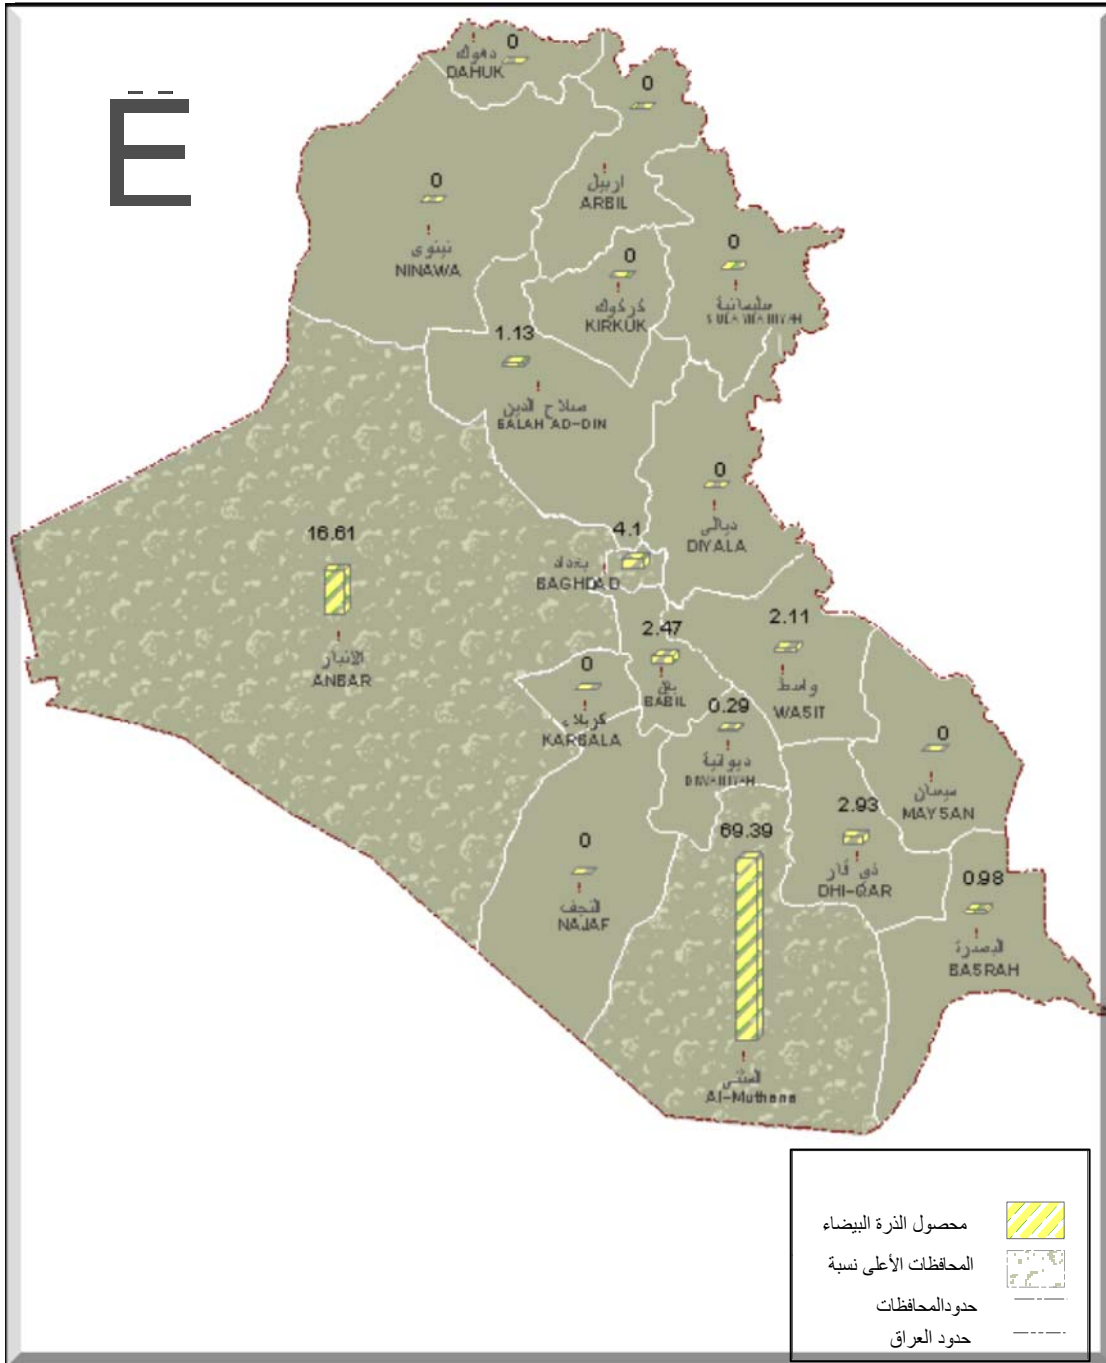 0
دهوك
DAHUK
0
Ë
اربيل
ARBIL
0
نينوى
NINAWA
0
سليمانية
0
كركوك
KIRKUK
1.13
صلاح الدين
SALAH AD-DIN
0
ديالى
DIYALA
16.61
الانبار
ANBAR
4.1
بغداد
BAGHDAD
2.47
BABIL
2.11
واسط
WASIT
0
كربلاء
KARBALA
0.29
ديوانية
0
ميسان
MAYSAN
2.93
ذي قار
DHI-QAR
69.39
المثنى
Al-Muthana
0
النجف
NAJAF
0.98
البصرة
BASRAH
محصول الذرة البيضاء
المحافظات الأعلى نسبة
حدودالمحافظات
حدود العراق